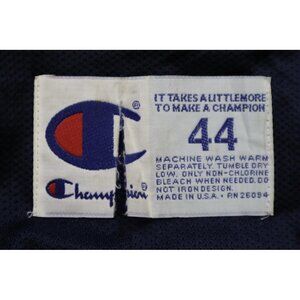 IT TAKES A LITTLE MORE
TO MAKE A CHAMPION
®
44
MACHINE WASH WARM
SEPARATELY. TUMBLE DRY
LOW. ONLY NON-CHLORINE
BLEACH WHEN NEEDED. DO
NOT IRON DESIGN.
MADE IN U.S.A. • RN 26094
Champion
®